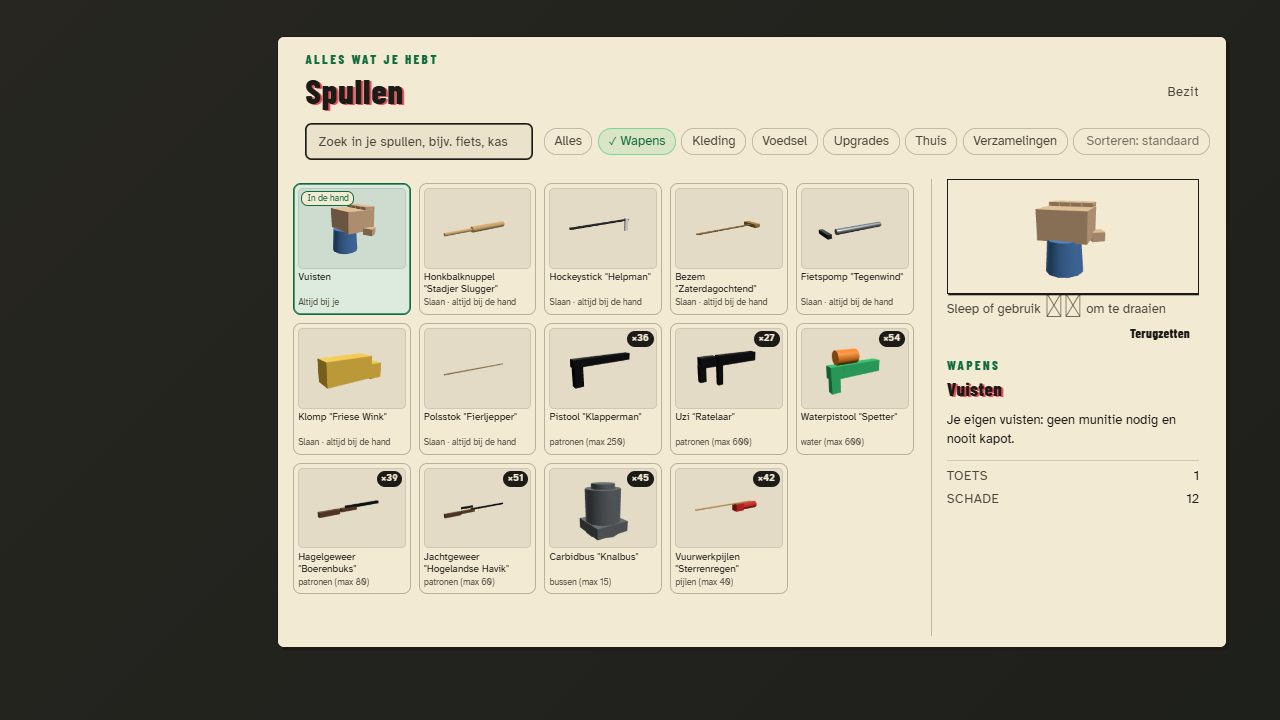 ALLES WAT JE HEBT
Spullen
Bezit
Zoek in je spullen, bijv. fiets, kas
Alles
✓ Wapens
Kleding
Voedsel
Upgrades
Thuis
Verzamelingen
Sorteren: standaard
In de hand
Vuisten
Altijd bij je
Honkbalknuppel
"Stadjer Slugger"
Slaan · altijd bij de hand
Hockeystick "Helpman"
Slaan · altijd bij de hand
Bezem
"Zaterdagochtend"
Slaan · altijd bij de hand
Fietspomp "Tegenwind"
Slaan · altijd bij de hand
Klomp "Friese Wink"
Slaan · altijd bij de hand
Polsstok "Fierljepper"
Slaan · altijd bij de hand
×36
Pistool "Klapperman"
patronen (max 250)
×27
Uzi "Ratelaar"
patronen (max 600)
×54
Waterpistool "Spetter"
water (max 600)
×39
Hagelgeweer
"Boerenbuks"
patronen (max 80)
×51
Jachtgeweer
"Hogelandse Havik"
patronen (max 60)
×45
Carbidbus "Knalbus"
bussen (max 15)
×42
Vuurwerkpijlen
"Sterrenregen"
pijlen (max 40)
Sleep of gebruik om te draaien
Terugzetten
WAPENS
Vuisten
Je eigen vuisten: geen munitie nodig en
nooit kapot.
TOETS 1
SCHADE 12